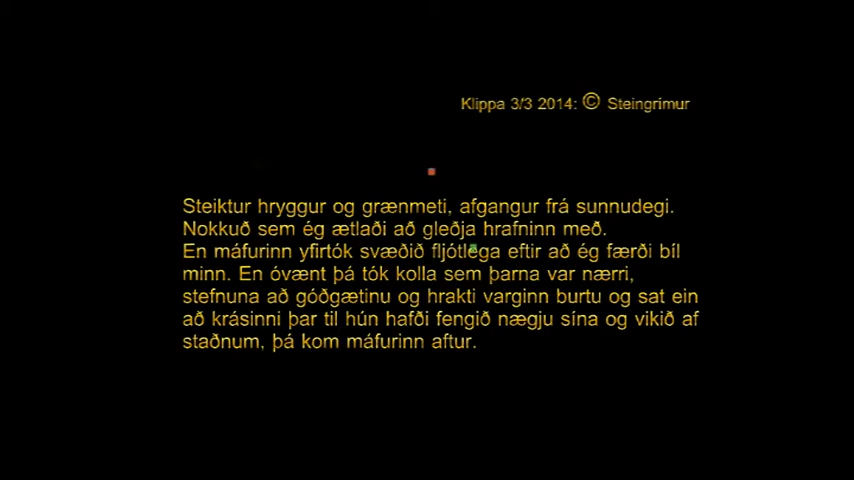 Klippa 3/3 2014: © Steingrímur
Steiktur hryggur og grænmeti, afgangur frá sunnudegi.
Nokkuð sem ég ætlaði að gleðja hrafninn með.
En máfurinn yfirtók svæðið fljótlega eftir að ég færði bíl
minn. En óvænt þá tók kolla sem þarna var nærri,
stefnuna að góðgætinu og hrakti varginn burtu og sat ein
að krásinni þar til hún hafði fengið nægju sína og vikið af
staðnum, þá kom máfurinn aftur.